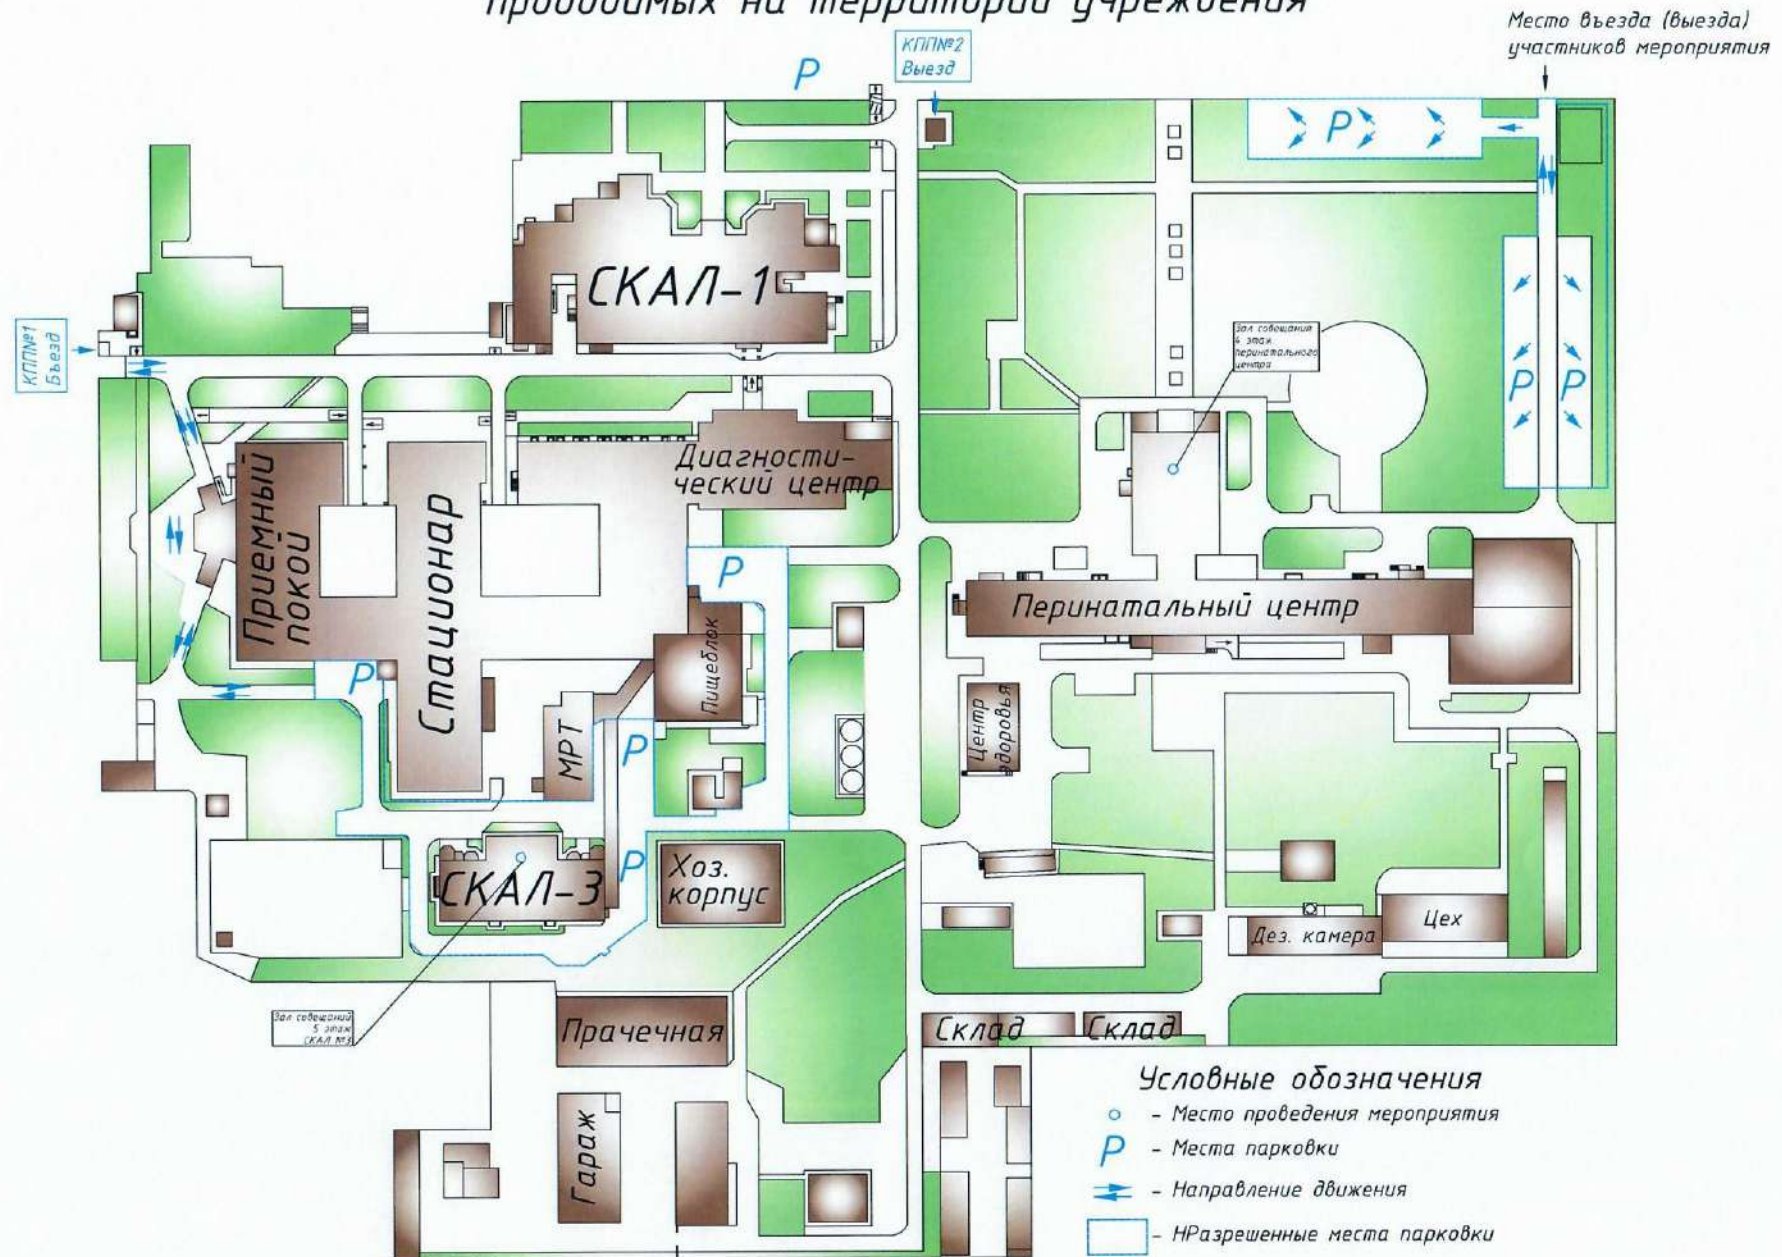 проводимых на территории учреждения
Место въезда (выезда)
участников мероприятия
КПП№2
Выезд
Р
Р
СКАЛ-1
КПП№1
Въезд
Зал совещания
4 этаж
перинатального
центра
Р
Р
Диагности-
ческий центр
Приемный
покой
Стационар
Р
Перинатальный центр
Пищеблок
Р
Центр
здоровья
МРТ
Р
СКАЛ-3
Р
Хоз.
корпус
Дез. камера
Цех
Зал совещаний
5 этаж
СКАЛ №3
Прачечная
Склад
Склад
Гараж
Условные обозначения
- Место проведения мероприятия
Р - Места парковки
- Направление движения
- НРазрешенные места парковки